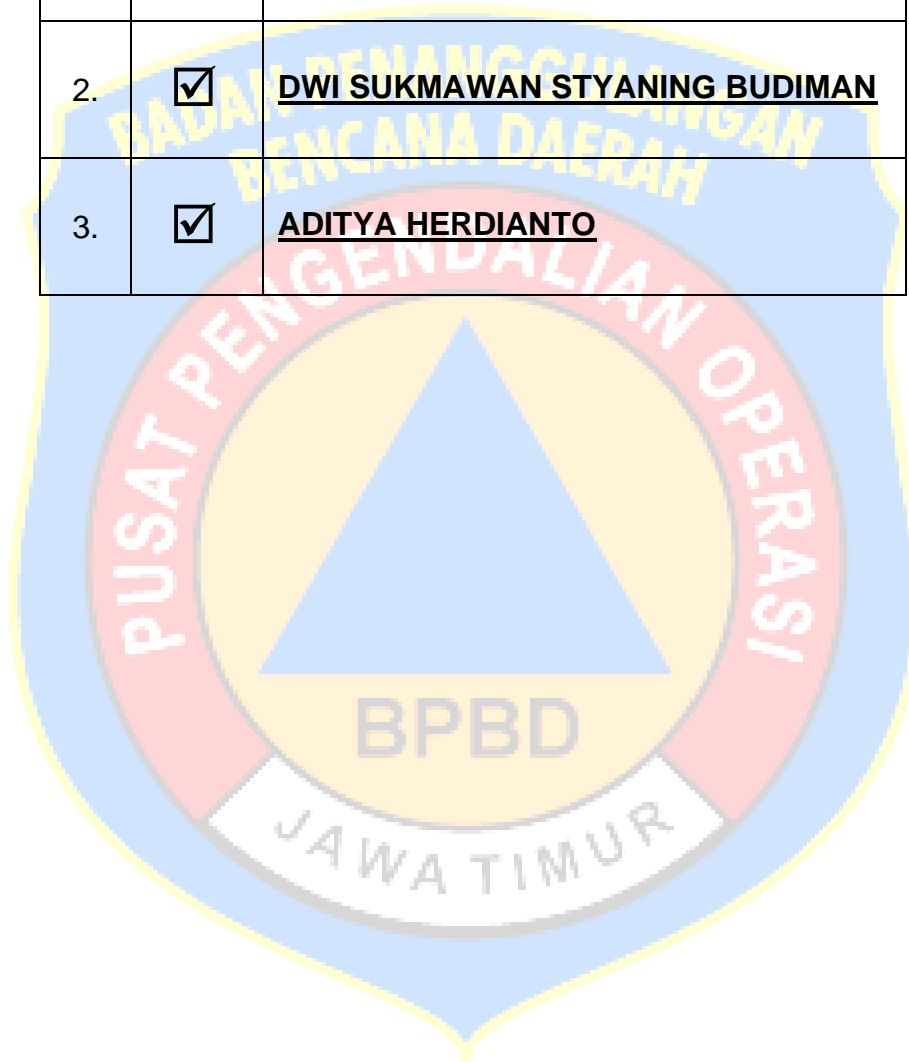 2. ☑ DWI SUKMAWAN STYANING BUDIMAN
3. ☑ ADITYA HERDIANTO
BADAN PENANGGULANGAN
BENCANA DAERAH
PUSAT PENGENDALIAN OPERASI
BPBD
JAWA TIMUR